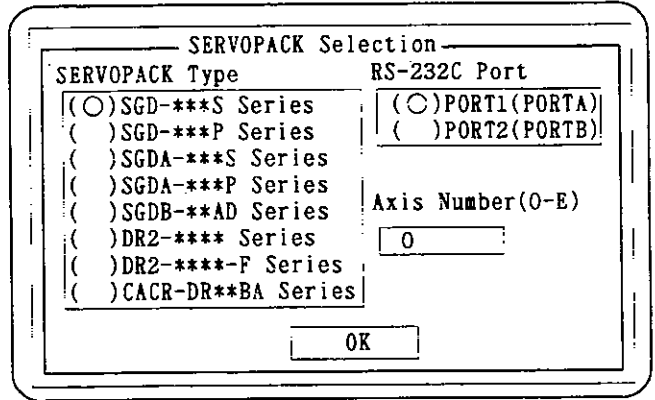 SERVOPACK Selection
SERVOPACK Type
(○)SGD-***S Series
( )SGD-***P Series
( )SGDA-***S Series
( )SGDA-***P Series
( )SGDB-**AD Series
( )DR2-**** Series
( )DR2-****-F Series
( )CACR-DR**BA Series
RS-232C Port
(○)PORT1(PORTA)
( )PORT2(PORTB)
Axis Number(0-E)
0
OK